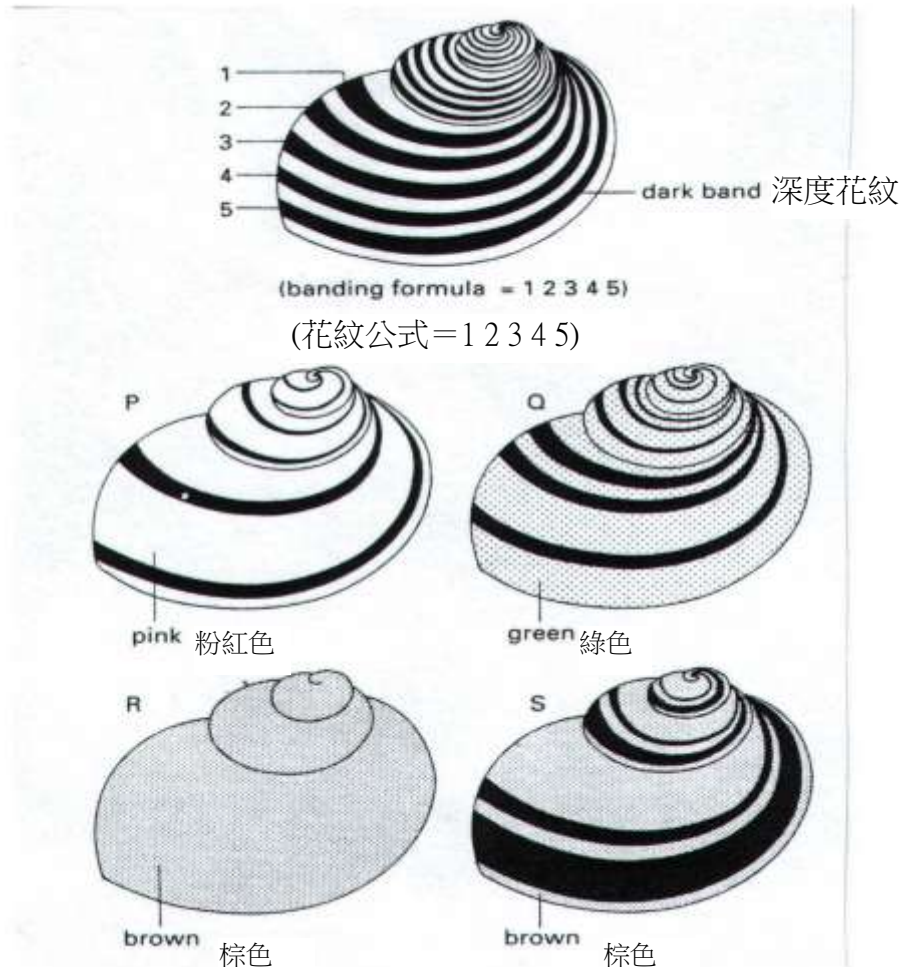 1
2
3
4
5
dark band 深度花紋
(banding formula = 1 2 3 4 5)
(花紋公式＝1 2 3 4 5)
P
Q
pink 粉紅色
green 綠色
R
S
brown 棕色
brown 棕色